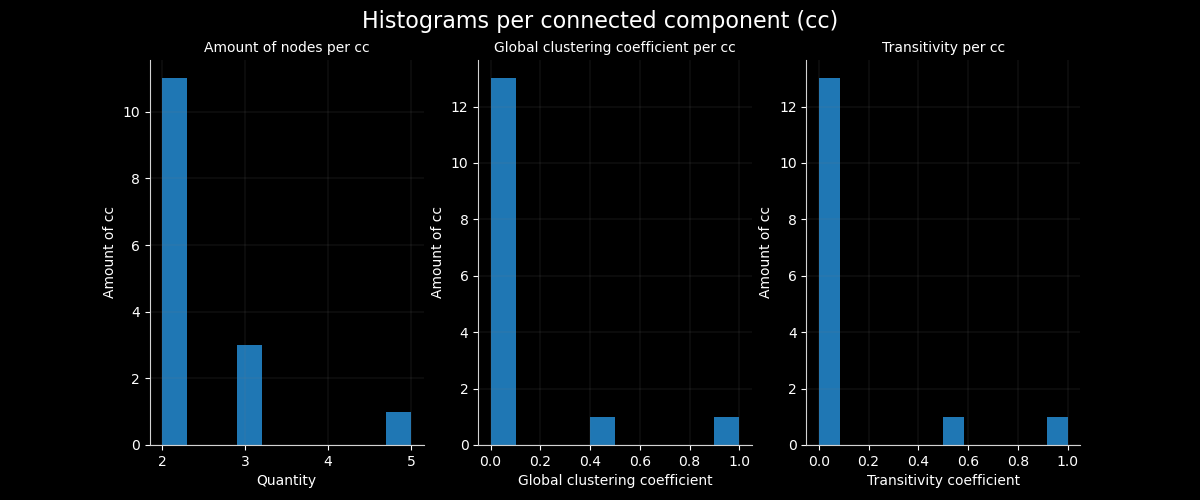 Histograms per connected component (cc)
Amount of nodes per cc
Global clustering coefficient per cc
Transitivity per cc
Amount of cc
10
8
6
4
2
0
2 3 4 5
Quantity
Amount of cc
12
10
8
6
4
2
0
0.0 0.2 0.4 0.6 0.8 1.0
Global clustering coefficient
Amount of cc
12
10
8
6
4
2
0
0.0 0.2 0.4 0.6 0.8 1.0
Transitivity coefficient